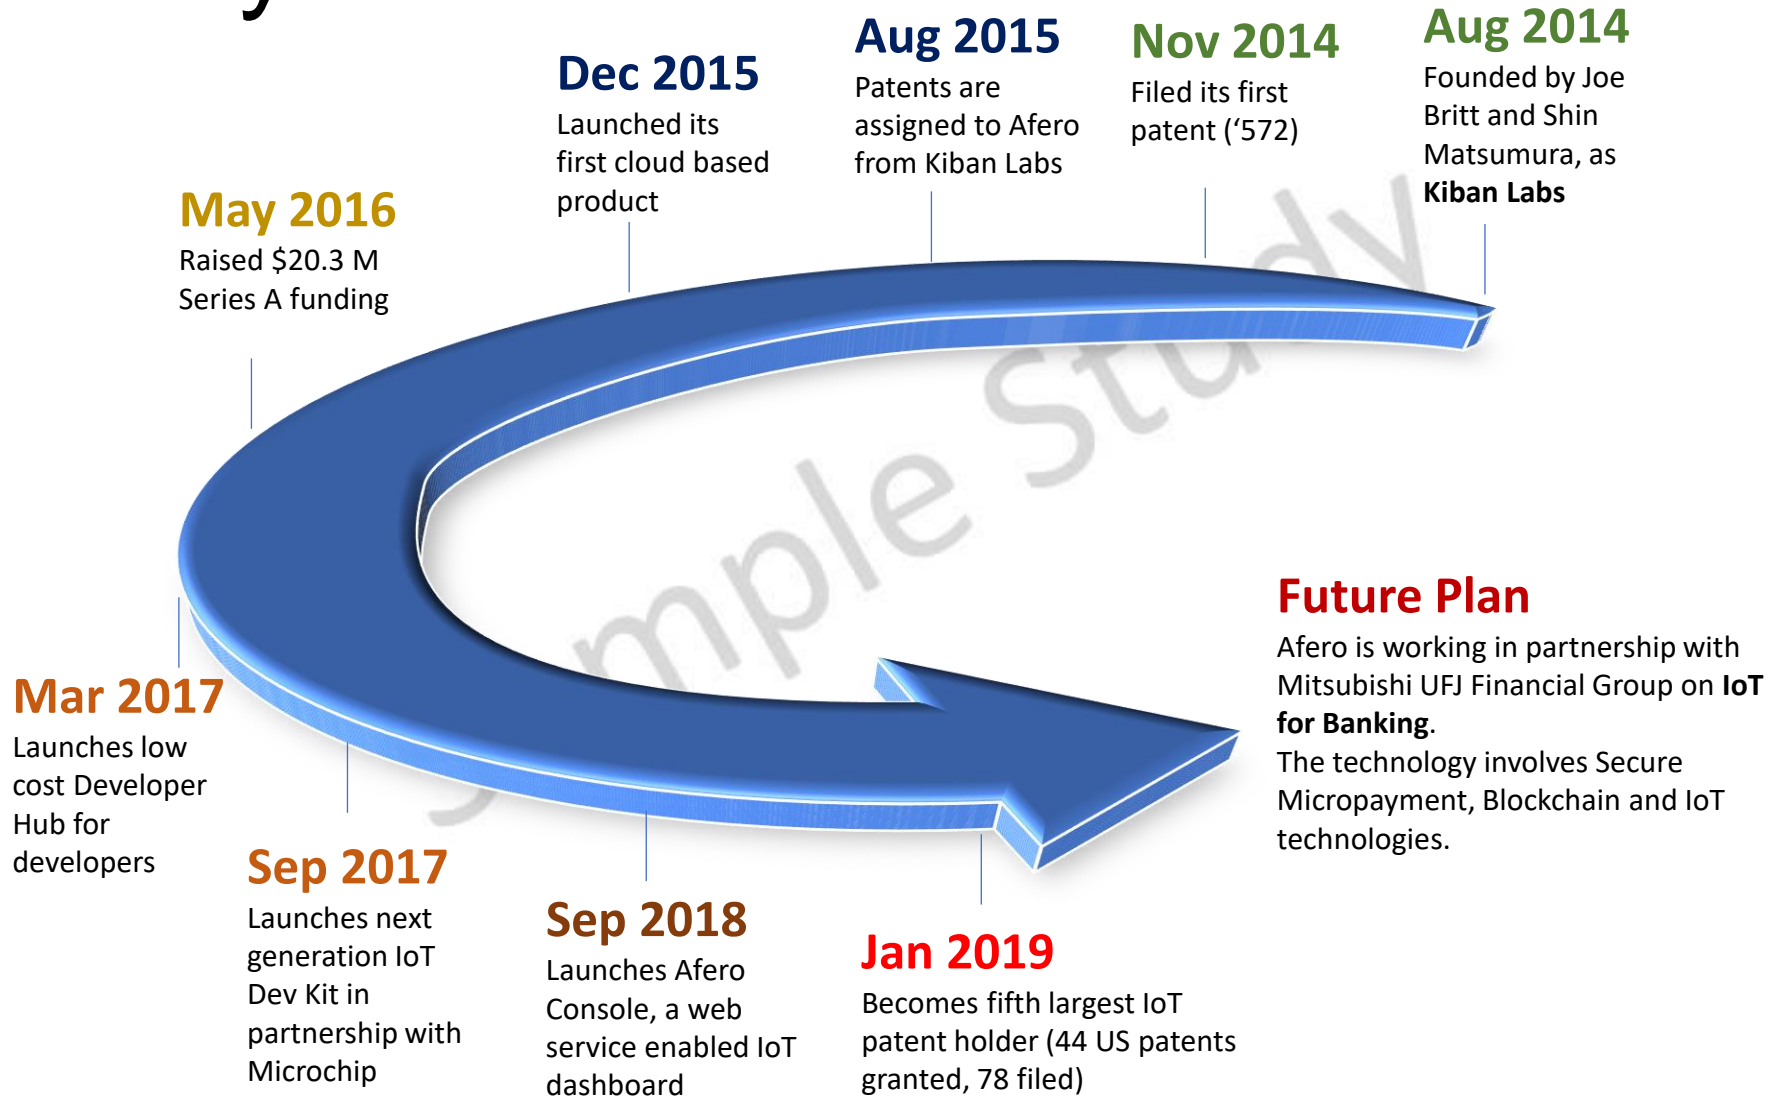 Aug 2014
Founded by Joe
Britt and Shin
Matsumura, as
Kiban Labs
Nov 2014
Filed its first
patent (‘572)
Aug 2015
Patents are
assigned to Afero
from Kiban Labs
Dec 2015
Launched its
first cloud based
product
May 2016
Raised $20.3 M
Series A funding
Mar 2017
Launches low
cost Developer
Hub for
developers
Sep 2017
Launches next
generation IoT
Dev Kit in
partnership with
Microchip
Sep 2018
Launches Afero
Console, a web
service enabled IoT
dashboard
Jan 2019
Becomes fifth largest IoT
patent holder (44 US patents
granted, 78 filed)
Future Plan
Afero is working in partnership with
Mitsubishi UFJ Financial Group on IoT
for Banking.
The technology involves Secure
Micropayment, Blockchain and IoT
technologies.
Sample Study